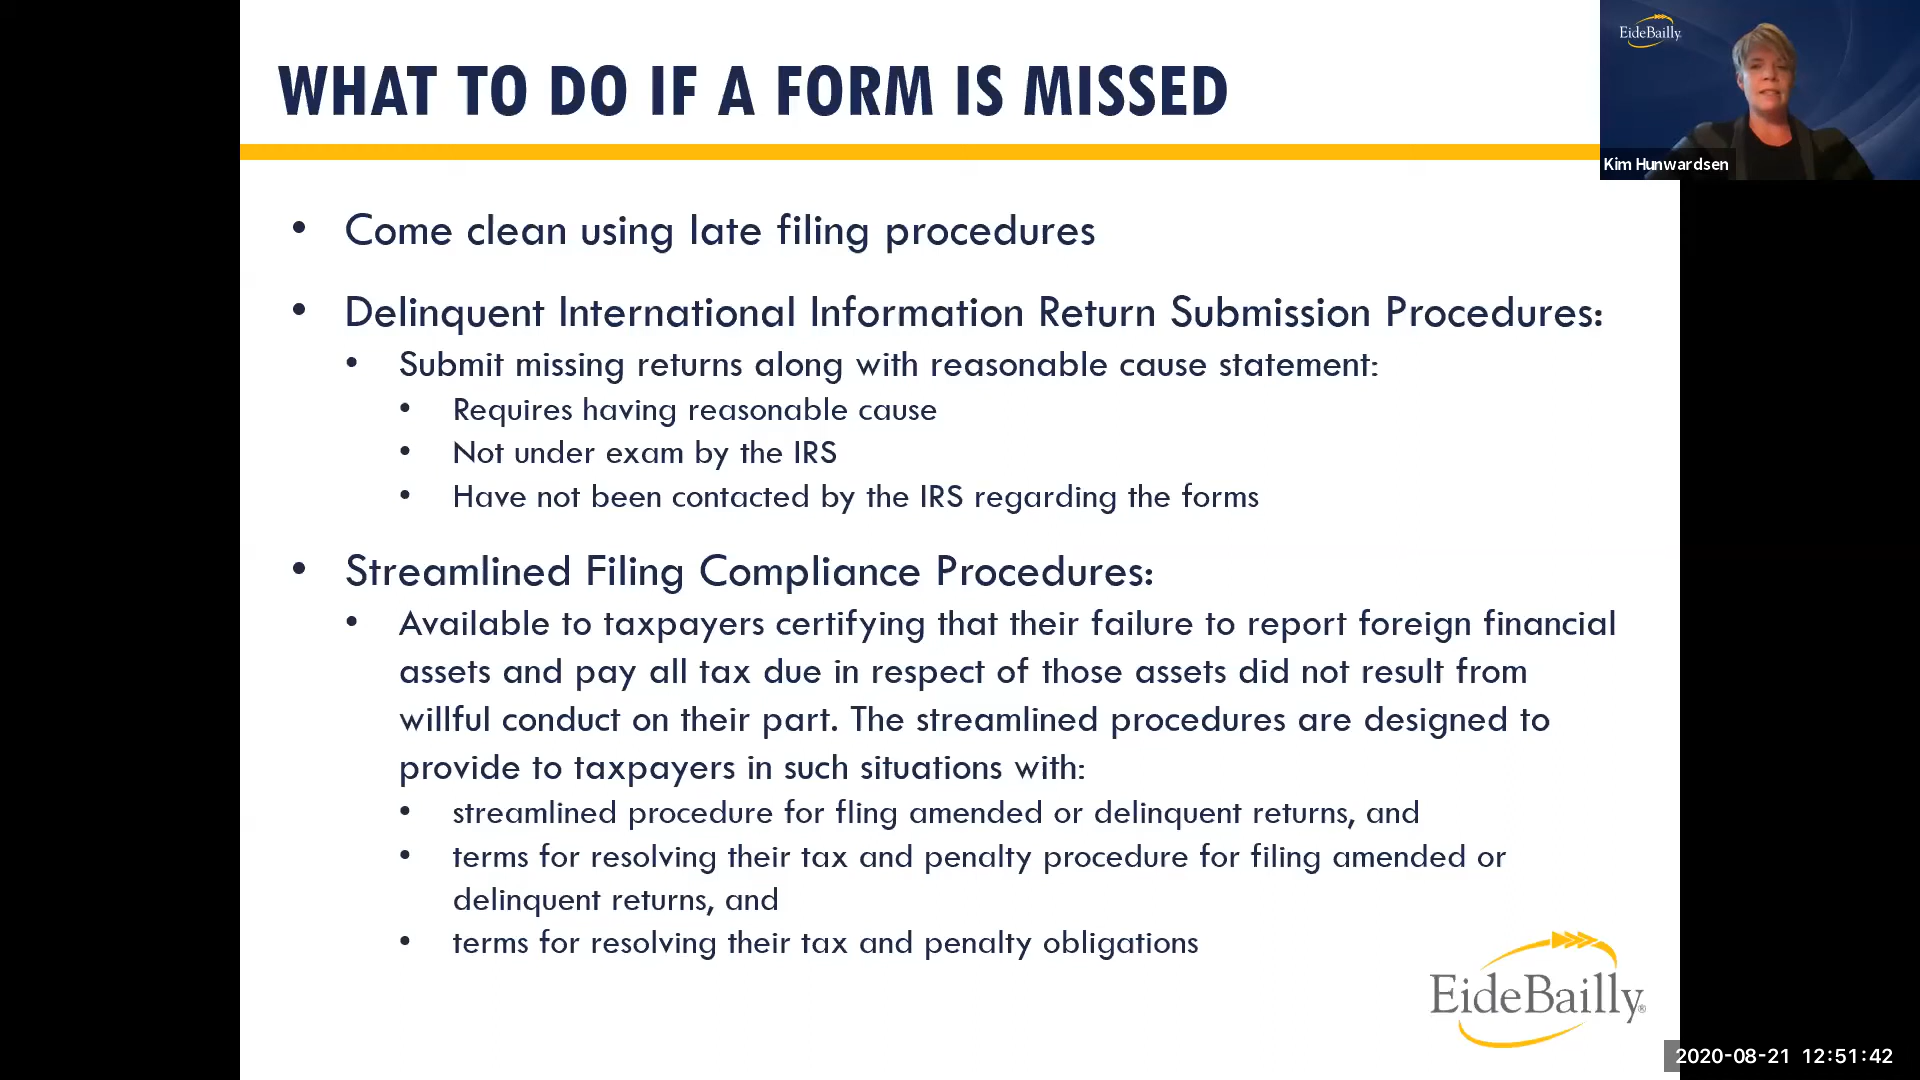 WHAT TO DO IF A FORM IS MISSED
EideBailly
Kim Hunwardsen
• Come clean using late filing procedures
• Delinquent International Information Return Submission Procedures:
• Submit missing returns along with reasonable cause statement:
• Requires having reasonable cause
• Not under exam by the IRS
• Have not been contacted by the IRS regarding the forms
• Streamlined Filing Compliance Procedures:
• Available to taxpayers certifying that their failure to report foreign financial
assets and pay all tax due in respect of those assets did not result from
willful conduct on their part. The streamlined procedures are designed to
provide to taxpayers in such situations with:
• streamlined procedure for fling amended or delinquent returns, and
• terms for resolving their tax and penalty procedure for filing amended or
delinquent returns, and
• terms for resolving their tax and penalty obligations
EideBailly®
2020-08-21 12:51:42